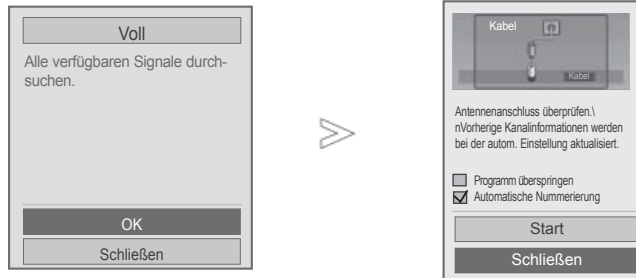 Voll
Alle verfügbaren Signale durch-
suchen.
OK
Schließen
Kabel
Kabel
Antennenanschluss überprüfen.\
nVorherige Kanalinformationen werden
bei der autom. Einstellung aktualisiert.
Programm überspringen
Automatische Nummerierung
Start
Schließen